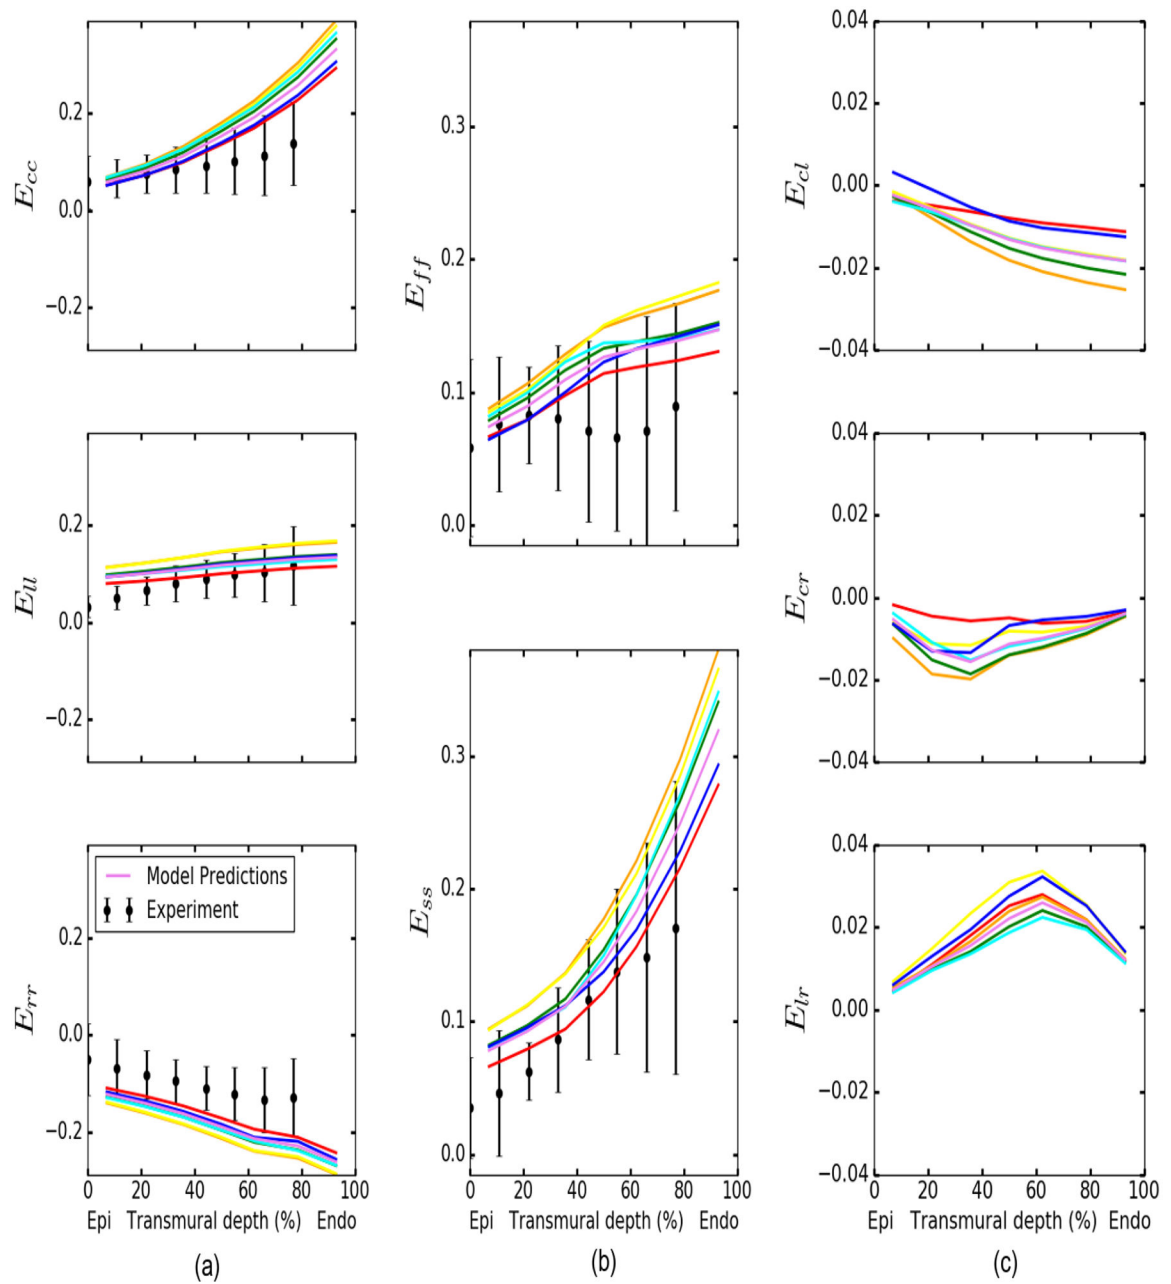 0.2
0.0
−0.2
E_cc
0.2
0.0
−0.2
E_ll
Model Predictions
Experiment
0.2
0.0
−0.2
E_rr
0 20 40 60 80 100
Epi Transmural depth (%) Endo
(a)
0.3
0.2
0.1
0.0
E_ff
0.3
0.2
0.1
0.0
E_ss
0 20 40 60 80 100
Epi Transmural depth (%) Endo
(b)
0.04
0.02
0.00
−0.02
−0.04
E_cl
0.04
0.02
0.00
−0.02
−0.04
E_cr
0.04
0.02
0.00
−0.02
−0.04
E_lr
0 20 40 60 80 100
Epi Transmural depth (%) Endo
(c)